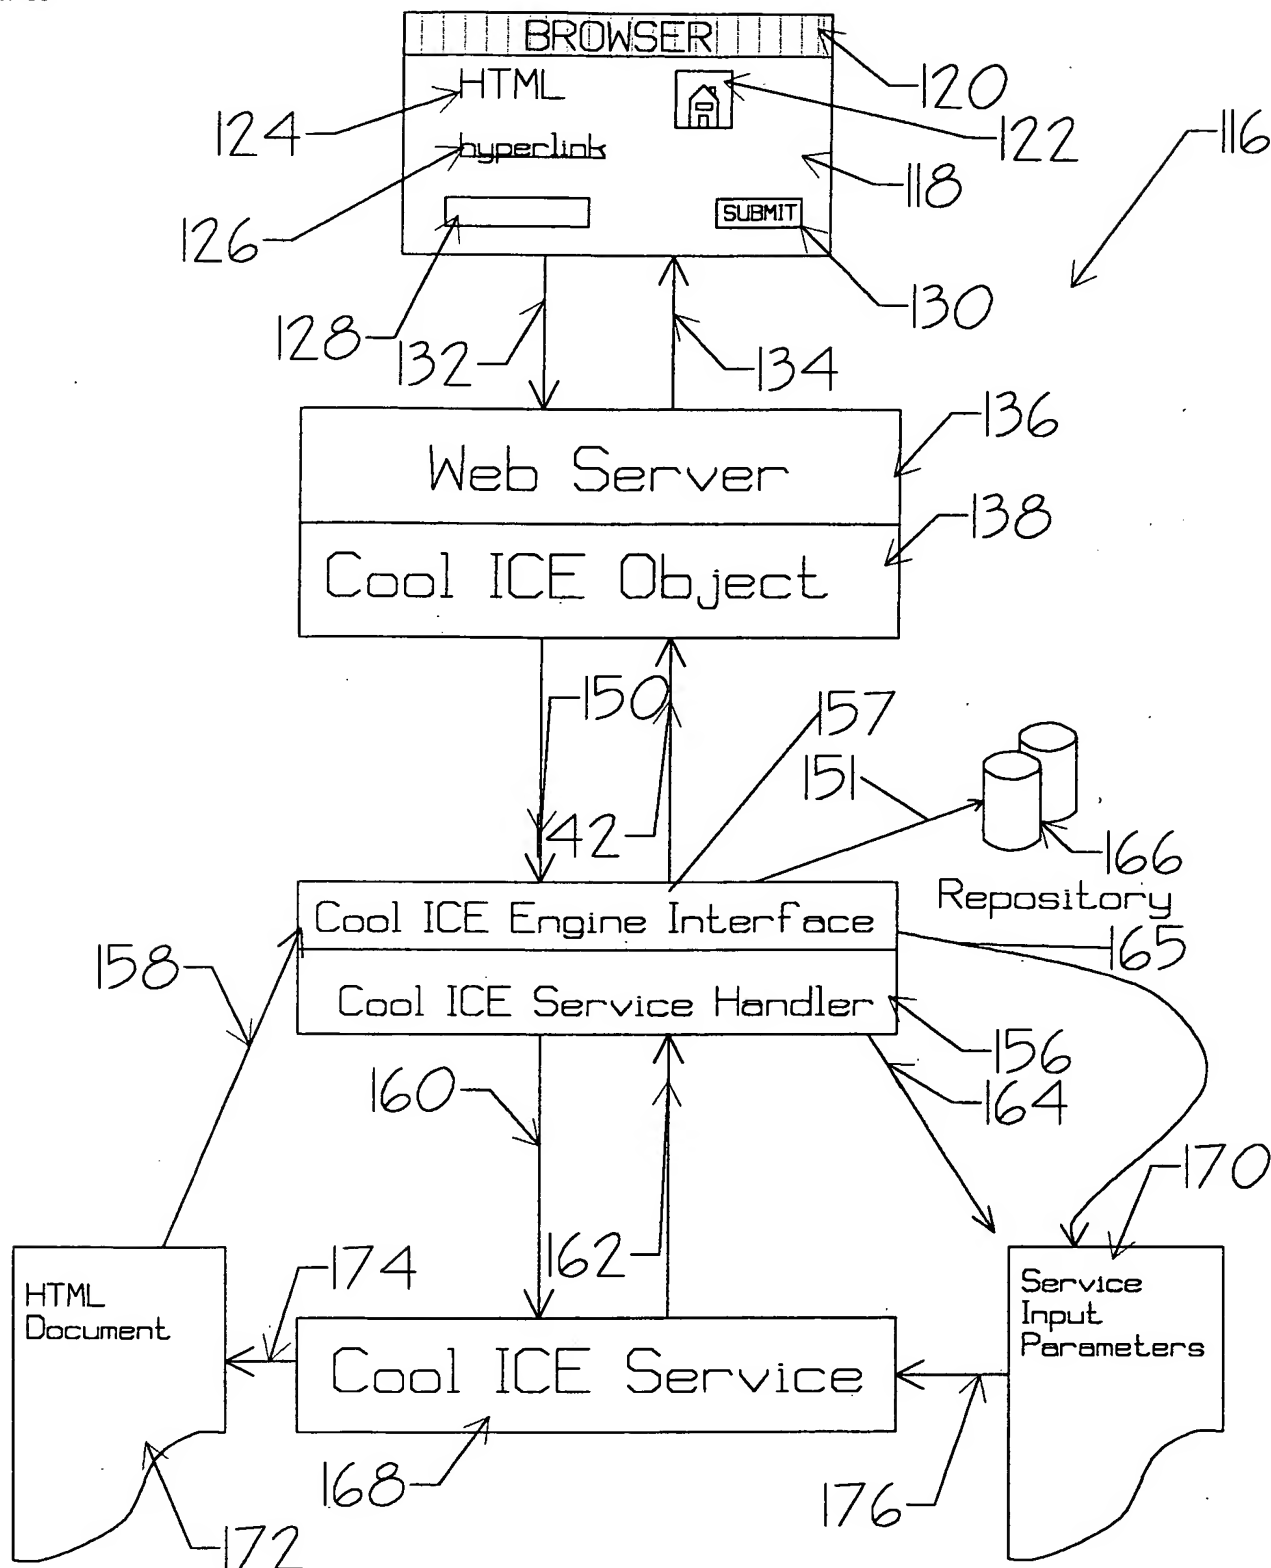 BROWSER
120
HTML
124
122
116
hyperlink
118
SUBMIT
126
130
128
132
134
136
Web Server
138
Cool ICE Object
150
157
151
142
166
Repository
Cool ICE Engine Interface
165
158
Cool ICE Service Handler
156
160
164
170
162
174
HTML
Document
Service
Input
Parameters
Cool ICE Service
168
176
172